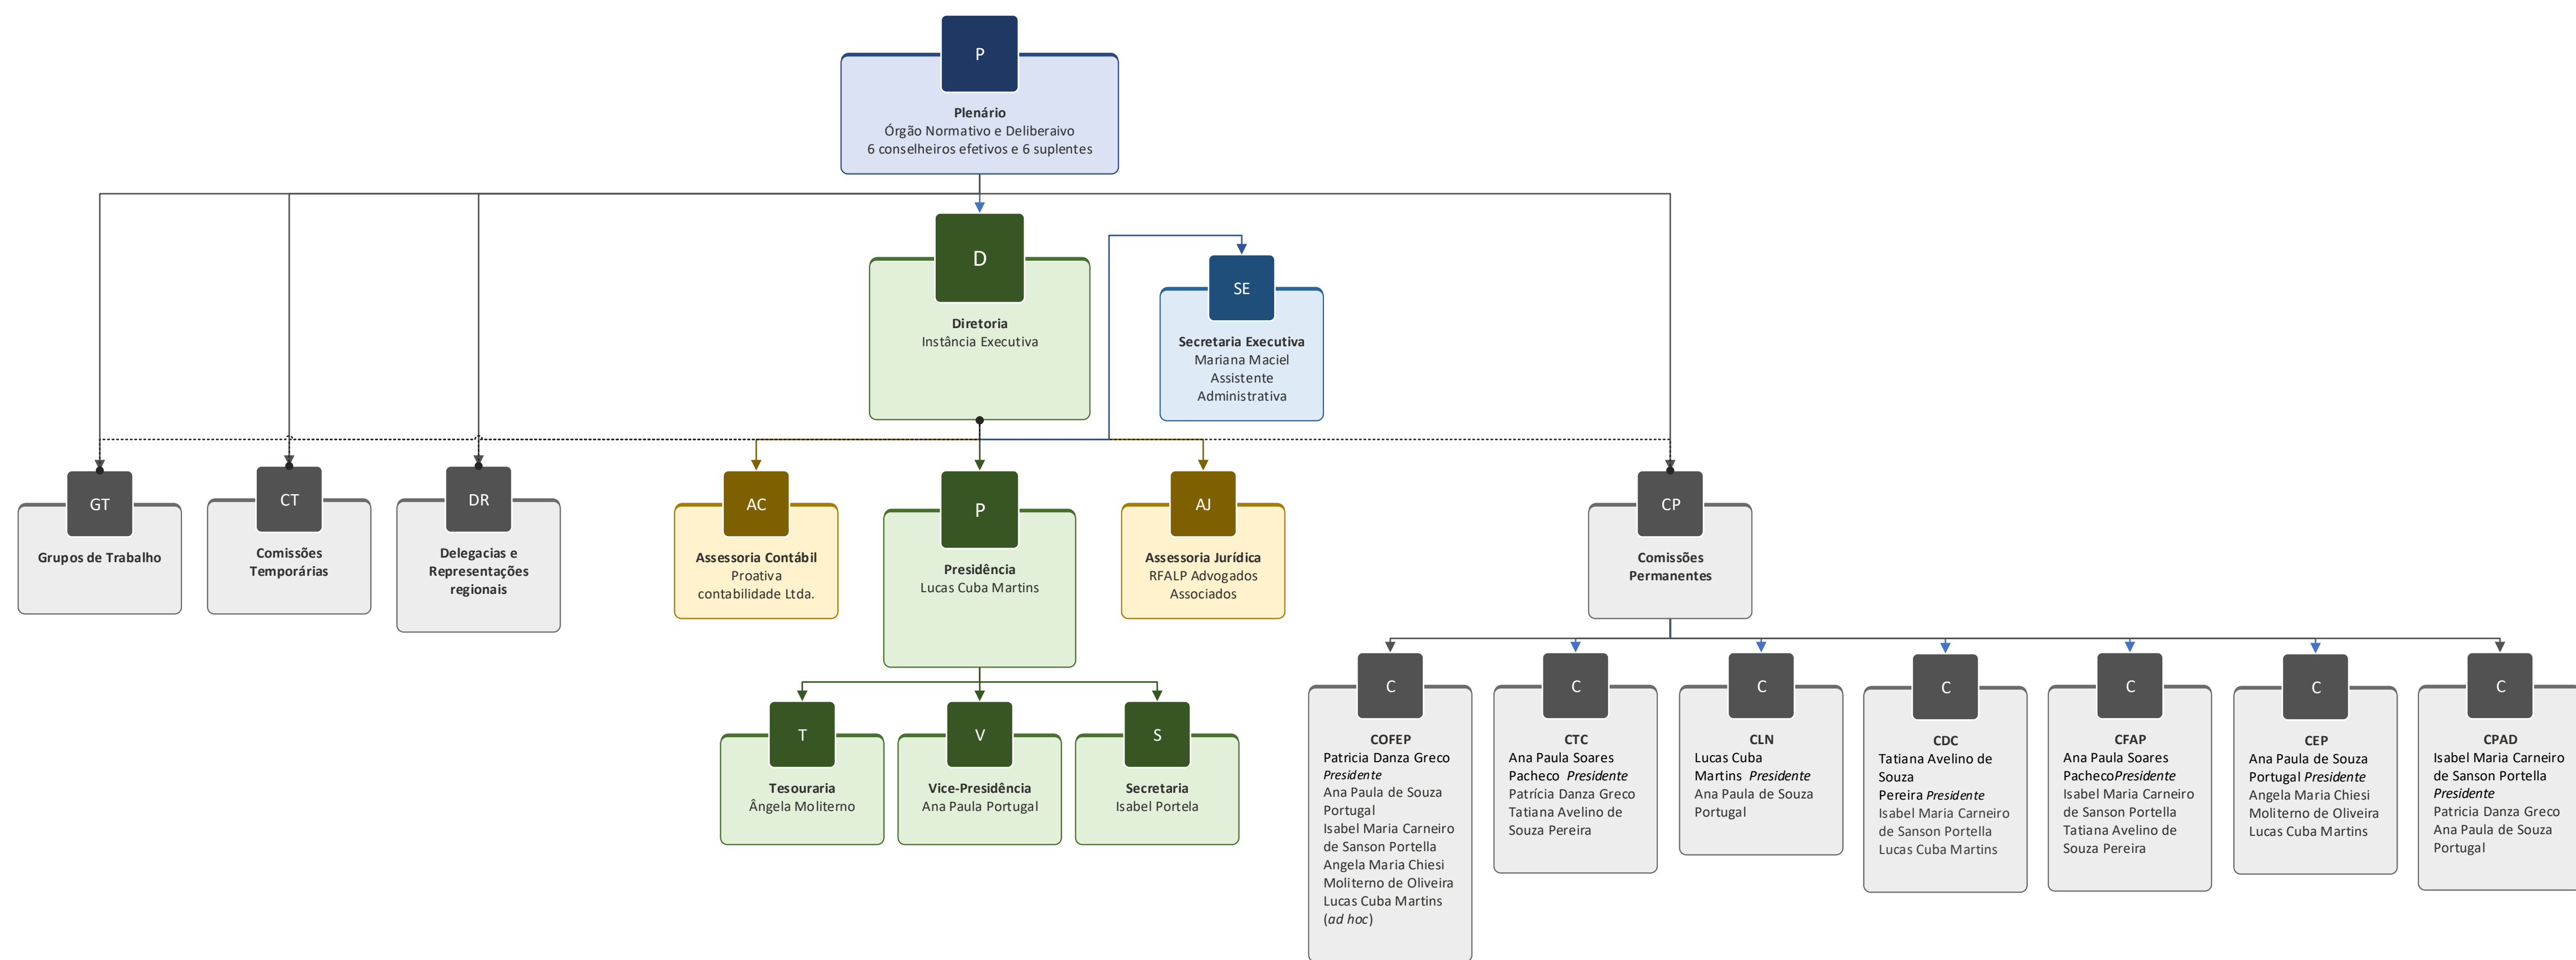 P
Plenário
Órgão Normativo e Deliberaivo
6 conselheiros efetivos e 6 suplentes
D
Diretoria
Instância Executiva
SE
Secretaria Executiva
Mariana Maciel
Assistente
Administrativa
GT
Grupos de Trabalho
CT
Comissões
Temporárias
DR
Delegacias e
Representações
regionais
AC
Assessoria Contábil
Proativa
contabilidade Ltda.
P
Presidência
Lucas Cuba Martins
AJ
Assessoria Jurídica
RFALP Advogados
Associados
CP
Comissões
Permanentes
T
Tesouraria
Ângela Moliterno
V
Vice-Presidência
Ana Paula Portugal
S
Secretaria
Isabel Portela
C
COFEP
Patricia Danza Greco
Presidente
Ana Paula de Souza
Portugal
Isabel Maria Carneiro
de Sanson Portella
Angela Maria Chiesi
Moliterno de Oliveira
Lucas Cuba Martins
(ad hoc)
C
CTC
Ana Paula Soares
Pacheco Presidente
Patrícia Danza Greco
Tatiana Avelino de
Souza Pereira
C
CLN
Lucas Cuba
Martins Presidente
Ana Paula de Souza
Portugal
C
CDC
Tatiana Avelino de
Souza
Pereira Presidente
Isabel Maria Carneiro
de Sanson Portella
Lucas Cuba Martins
C
CFAP
Ana Paula Soares
PachecoPresidente
Isabel Maria Carneiro
de Sanson Portella
Tatiana Avelino de
Souza Pereira
C
CEP
Ana Paula de Souza
Portugal Presidente
Angela Maria Chiesi
Moliterno de Oliveira
Lucas Cuba Martins
C
CPAD
Isabel Maria Carneiro
de Sanson Portella
Presidente
Patricia Danza Greco
Ana Paula de Souza
Portugal